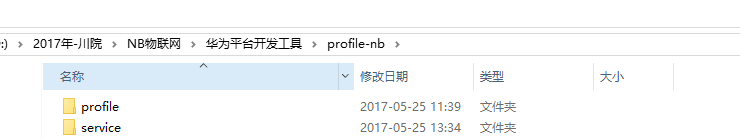 :) > 2017年-川院 > NB物联网 > 华为平台开发工具 > profile-nb >
名称 修改日期 类型 大小
profile 2017-05-25 11:39 文件夹
service 2017-05-25 13:34 文件夹